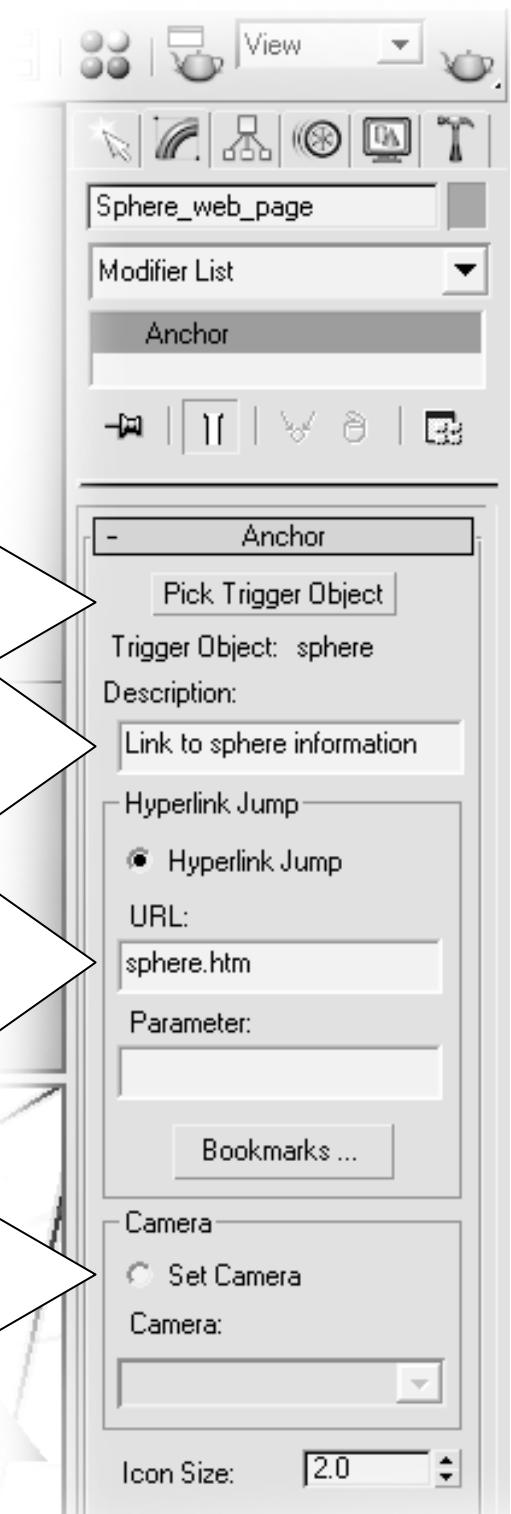 View
Sphere_web_page
Modifier List
Anchor
- Anchor
Pick Trigger Object
Trigger Object: sphere
Description:
Link to sphere information
Hyperlink Jump
Hyperlink Jump
URL:
sphere.htm
Parameter:
Bookmarks ...
Camera
Set Camera
Camera:
Icon Size: 2.0